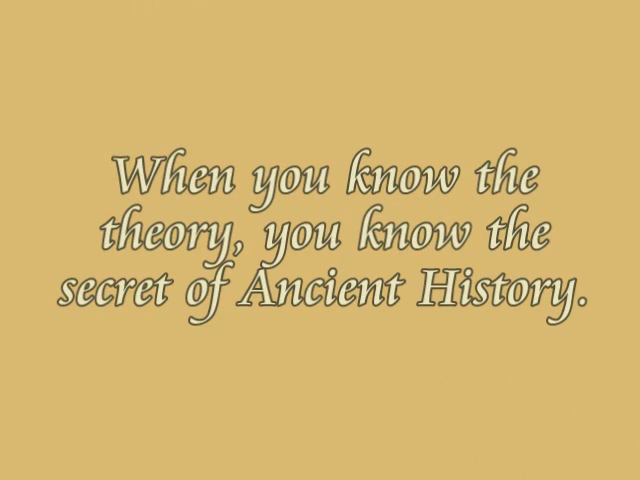 When you know the
theory, you know the
secret of Ancient History.